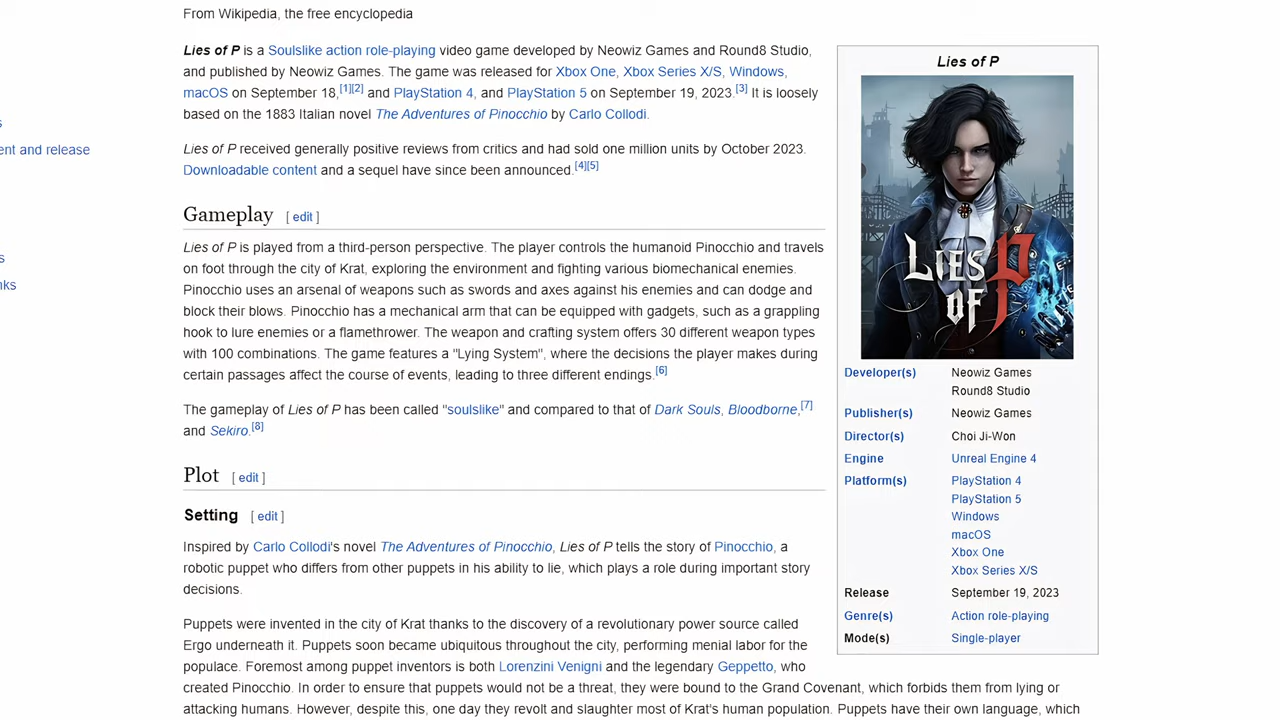 From Wikipedia, the free encyclopedia
Lies of P is a Soulslike action role-playing video game developed by Neowiz Games and Round8 Studio,
and published by Neowiz Games. The game was released for Xbox One, Xbox Series X/S, Windows,
macOS on September 18,[1][2] and PlayStation 4, and PlayStation 5 on September 19, 2023.[3] It is loosely
based on the 1883 Italian novel The Adventures of Pinocchio by Carlo Collodi.
Lies of P received generally positive reviews from critics and had sold one million units by October 2023.
Downloadable content and a sequel have since been announced.[4][5]
Gameplay [ edit ]
Lies of P is played from a third-person perspective. The player controls the humanoid Pinocchio and travels
on foot through the city of Krat, exploring the environment and fighting various biomechanical enemies.
Pinocchio uses an arsenal of weapons such as swords and axes against his enemies and can dodge and
block their blows. Pinocchio has a mechanical arm that can be equipped with gadgets, such as a grappling
hook to lure enemies or a flamethrower. The weapon and crafting system offers 30 different weapon types
with 100 combinations. The game features a "Lying System", where the decisions the player makes during
certain passages affect the course of events, leading to three different endings.[6]
The gameplay of Lies of P has been called "soulslike" and compared to that of Dark Souls, Bloodborne,[7]
and Sekiro.[8]
Plot [ edit ]
Setting [ edit ]
Inspired by Carlo Collodi's novel The Adventures of Pinocchio, Lies of P tells the story of Pinocchio, a
robotic puppet who differs from other puppets in his ability to lie, which plays a role during important story
decisions.
Puppets were invented in the city of Krat thanks to the discovery of a revolutionary power source called
Ergo underneath it. Puppets soon became ubiquitous throughout the city, performing menial labor for the
populace. Foremost among puppet inventors is both Lorenzini Venigni and the legendary Geppetto, who
created Pinocchio. In order to ensure that puppets would not be a threat, they were bound to the Grand Covenant, which forbids them from lying or
attacking humans. However, despite this, one day they revolt and slaughter most of Krat's human population. Puppets have their own language, which
Lies of P
LIES
OF P
Developer(s) Neowiz Games
Round8 Studio
Publisher(s) Neowiz Games
Director(s) Choi Ji-Won
Engine Unreal Engine 4
Platform(s) PlayStation 4
PlayStation 5
Windows
macOS
Xbox One
Xbox Series X/S
Release September 19, 2023
Genre(s) Action role-playing
Mode(s) Single-player
s
ent and release
s
ks